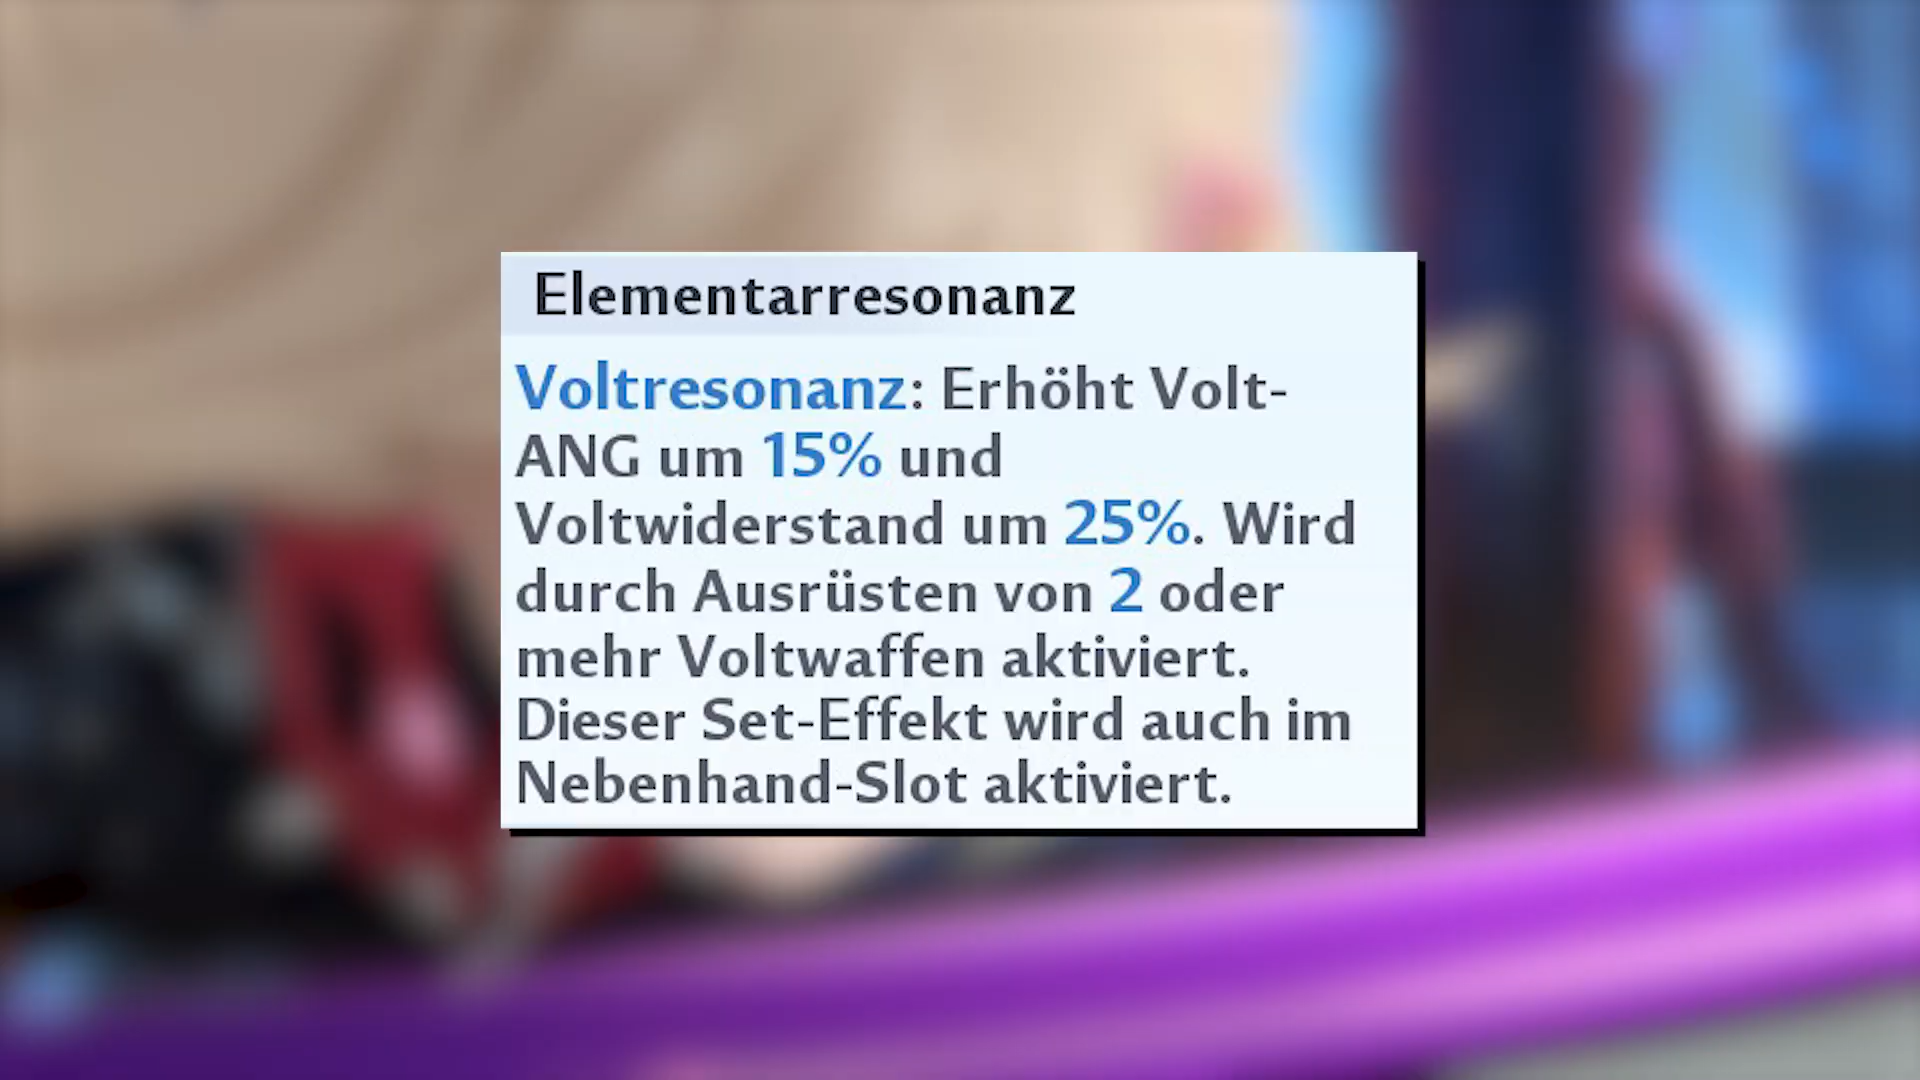 Elementarresonanz
Voltresonanz: Erhöht Volt-
ANG um 15% und
Voltwiderstand um 25%. Wird
durch Ausrüsten von 2 oder
mehr Voltwaffen aktiviert.
Dieser Set-Effekt wird auch im
Nebenhand-Slot aktiviert.